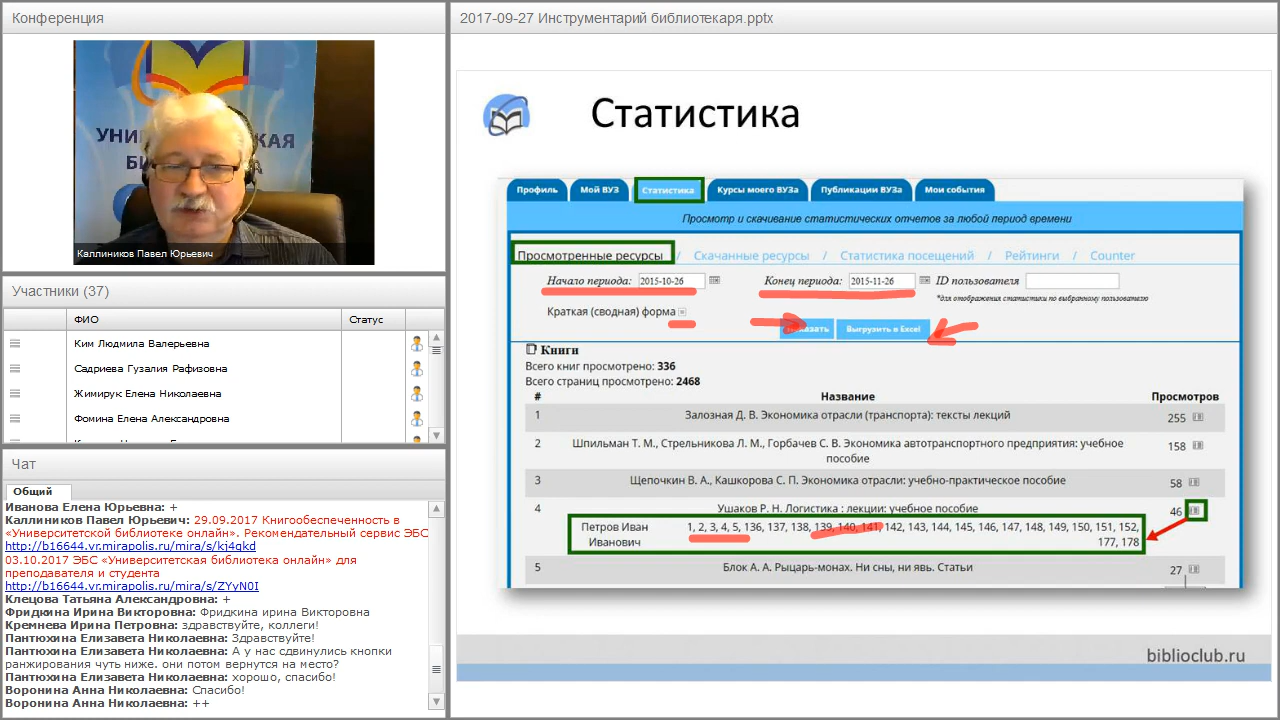 Конференция
УНИВЕРСИТЕТСКАЯ
Каллиников Павел Юрьевич
Участники (37)
ФИО
Статус
Ким Людмила Валерьевна
Садриева Гузалия Рафизовна
Жимирук Елена Николаевна
Фомина Елена Александровна
Чат
Общий
Иванова Елена Юрьевна: +
Каллиников Павел Юрьевич: 29.09.2017 Книгообеспеченность в
«Университетской библиотеке онлайн». Рекомендательный сервис ЭБС
http://b16644.vr.mirapolis.ru/mira/s/kj4qkd
03.10.2017 ЭБС «Университетская библиотека онлайн» для
преподавателя и студента
http://b16644.vr.mirapolis.ru/mira/s/ZYyN0I
Клецова Татьяна Александровна: +
Фридкина Ирина Викторовна: Фридкина ирина Викторовна
Кремнева Ирина Петровна: здравствуйте, коллеги!
Пантюхина Елизавета Николаевна: Здравствуйте!
Пантюхина Елизавета Николаевна: А у нас сдвинулись кнопки
ранжирования чуть ниже. они потом вернутся на место?
Пантюхина Елизавета Николаевна: хорошо, спасибо!
Воронина Анна Николаевна: Спасибо!
Воронина Анна Николаевна: ++
2017-09-27 Инструментарий библиотекаря.pptx
Статистика
Профиль
Мой ВУЗ
Статистика
Курсы моего ВУЗа
Публикации ВУЗа
Мои события
Просмотр и скачивание статистических отчетов за любой период времени
Просмотренные ресурсы / Скачанные ресурсы / Статистика посещений / Рейтинги / Counter
Начало периода: 2015-10-26 Конец периода: 2015-11-26 ID пользователя
*для отображения статистики по выбранному пользователю
Краткая (сводная) форма
Показать Выгрузить в Excel
Книги
Всего книг просмотрено: 336
Всего страниц просмотрено: 2468
# Название Просмотров
1 Залозная Д. В. Экономика отрасли (транспорта): тексты лекций 255
2 Шпильман Т. М., Стрельникова Л. М., Горбачев С. В. Экономика автотранспортного предприятия: учебное
пособие 158
3 Щепочкин В. А., Кашкорова С. П. Экономика отрасли: учебно-практическое пособие 58
4 Ушаков Р. Н. Логистика : лекции: учебное пособие 46
Петров Иван 1, 2, 3, 4, 5, 136, 137, 138, 139, 140, 141, 142, 143, 144, 145, 146, 147, 148, 149, 150, 151, 152,
Иванович 177, 178
5 Блок А. А. Рыцарь-монах. Ни сны, ни явь. Статьи 27
biblioclub.ru